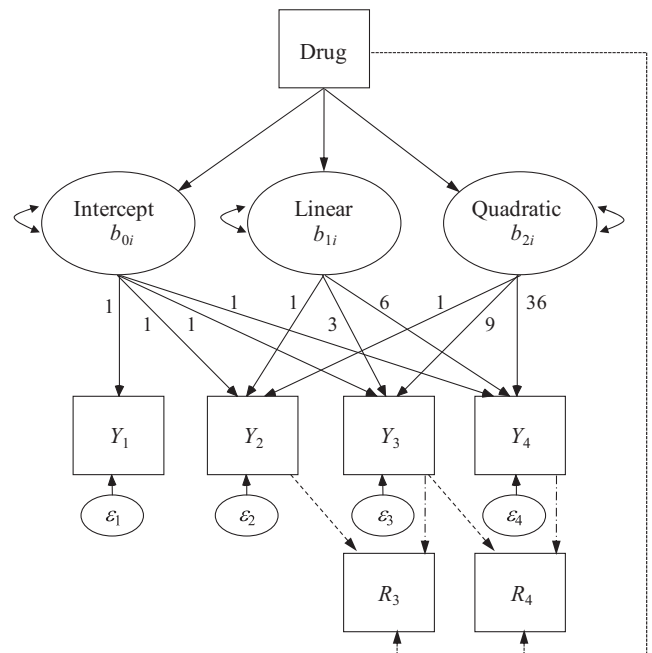 Drug
Intercept
b₀ᵢ
Linear
b₁ᵢ
Quadratic
b₂ᵢ
1
1
1
1
1
3
6
1
9
36
Y₁
Y₂
Y₃
Y₄
ε₁
ε₂
ε₃
ε₄
R₃
R₄